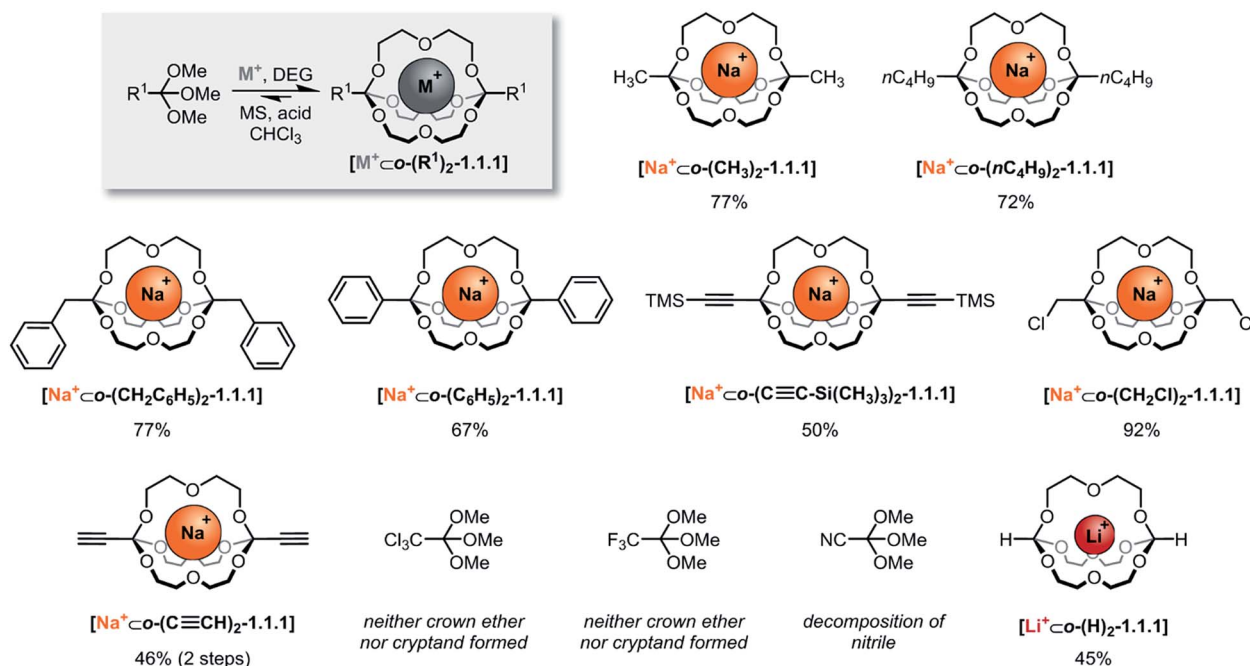 R¹ OMe OMe OMe
M⁺, DEG
MS, acid
CHCl₃
O O O O O O O O O M⁺ R¹ R¹
[M⁺⊂o-(R¹)₂-1.1.1]
H₃C Na⁺ CH₃
[Na⁺⊂o-(CH₃)₂-1.1.1]
77%
nC₄H₉ Na⁺ nC₄H₉
[Na⁺⊂o-(nC₄H₉)₂-1.1.1]
72%
Na⁺
[Na⁺⊂o-(CH₂C₆H₅)₂-1.1.1]
77%
Na⁺
[Na⁺⊂o-(C₆H₅)₂-1.1.1]
67%
TMS Na⁺ TMS
[Na⁺⊂o-(C≡C-Si(CH₃)₃)₂-1.1.1]
50%
Cl Na⁺
[Na⁺⊂o-(CH₂Cl)₂-1.1.1]
92%
Na⁺
[Na⁺⊂o-(C≡CH)₂-1.1.1]
46% (2 steps)
Cl₃C OMe OMe OMe
neither crown ether
nor cryptand formed
F₃C OMe OMe OMe
neither crown ether
nor cryptand formed
NC OMe OMe OMe
decomposition of
nitrile
H Li⁺ H
[Li⁺⊂o-(H)₂-1.1.1]
45%